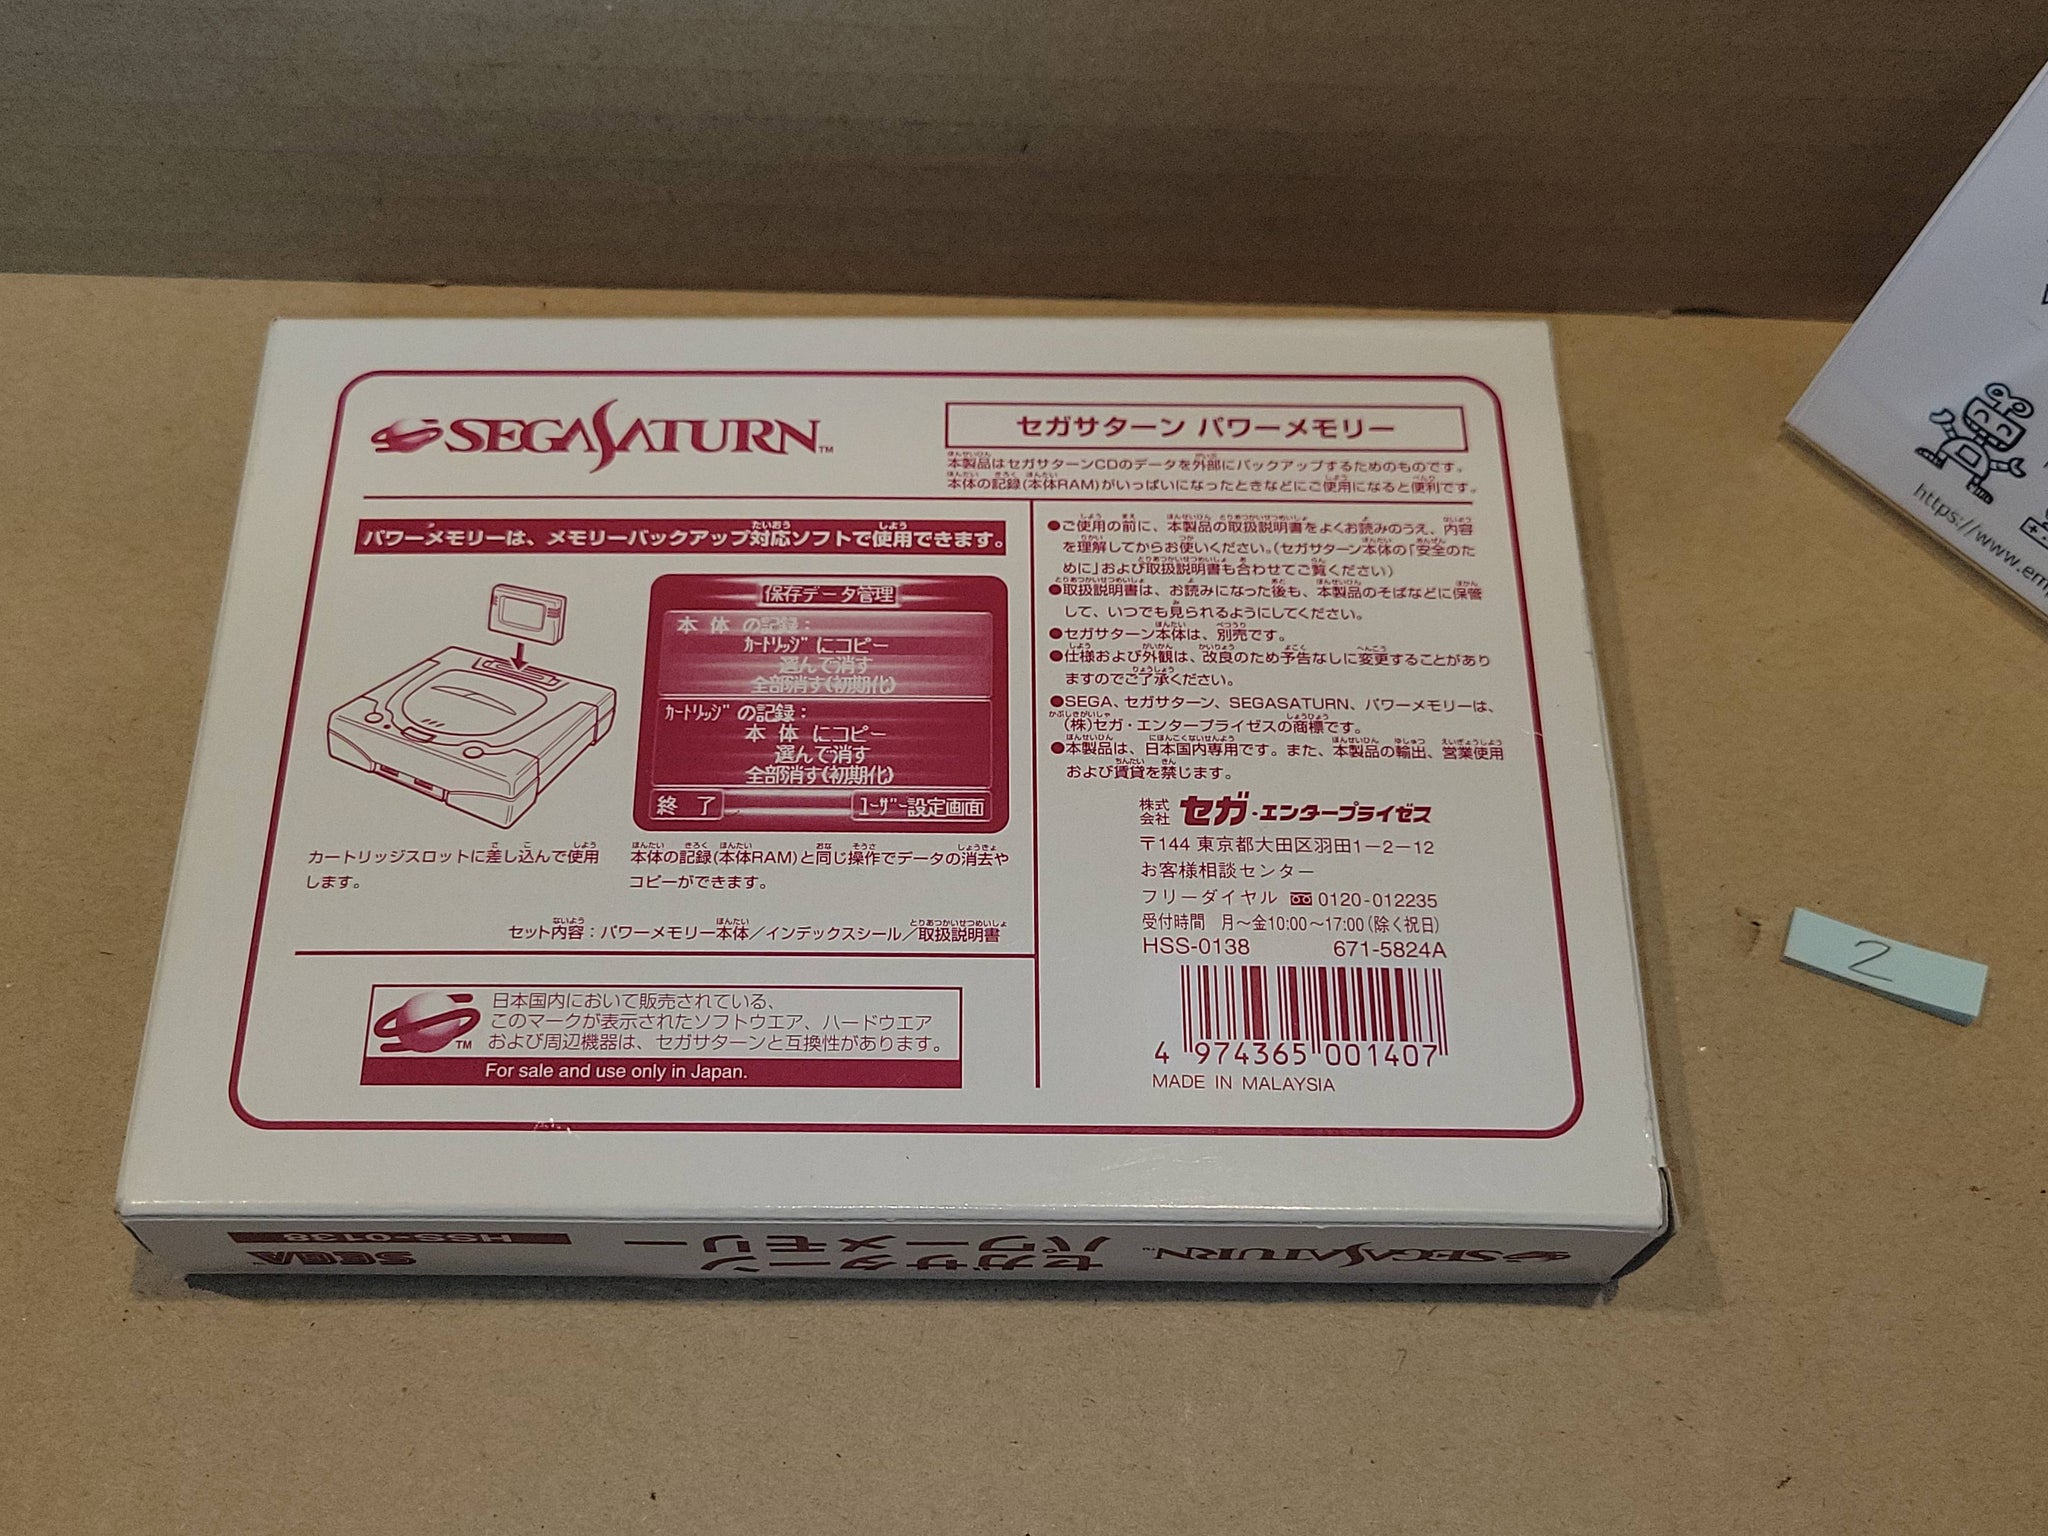 SEGASATURN™
セガサターン パワーメモリー
本製品はセガサターンCDのデータを外部にバックアップするためのものです。
本体の記録(本体RAM)がいっぱいになったときなどにご使用になると便利です。
パワーメモリーは、メモリーバックアップ対応ソフトで使用できます。
保存データ管理
本 体 の記録:
カートリッジにコピー
選んで消す
全部消す(初期化)
カートリッジの記録:
本 体 にコピー
選んで消す
全部消す(初期化)
終 了
ユーザー設定画面
カートリッジスロットに差し込んで使用
します。
本体の記録(本体RAM)と同じ操作でデータの消去や
コピーができます。
セット内容:パワーメモリー本体/インデックスシール/取扱説明書
日本国内において販売されている、
このマークが表示されたソフトウエア、ハードウエア
および周辺機器は、セガサターンと互換性があります。
TM
For sale and use only in Japan.
●ご使用の前に、本製品の取扱説明書をよくお読みのうえ、内容
を理解してからお使いください。(セガサターン本体の「安全のた
めに」および取扱説明書も合わせてご覧ください)
●取扱説明書は、お読みになった後も、本製品のそばなどに保管
して、いつでも見られるようにしてください。
●セガサターン本体は、別売です。
●仕様および外観は、改良のため予告なしに変更することがあり
ますのでご了承ください。
●SEGA、セガサターン、SEGASATURN、パワーメモリーは、
(株)セガ・エンタープライゼスの商標です。
●本製品は、日本国内専用です。また、本製品の輸出、営業使用
および賃貸を禁じます。
株式会社 セガ・エンタープライゼス
〒144 東京都大田区羽田1-2-12
お客様相談センター
フリーダイヤル 0120-012235
受付時間 月~金10:00~17:00(除く祝日)
HSS-0138 671-5824A
4 974365 001407
MADE IN MALAYSIA
SEGASATURN™
セガサターン
パワーメモリー
HSS-0138
SEGA
2
https://www.em